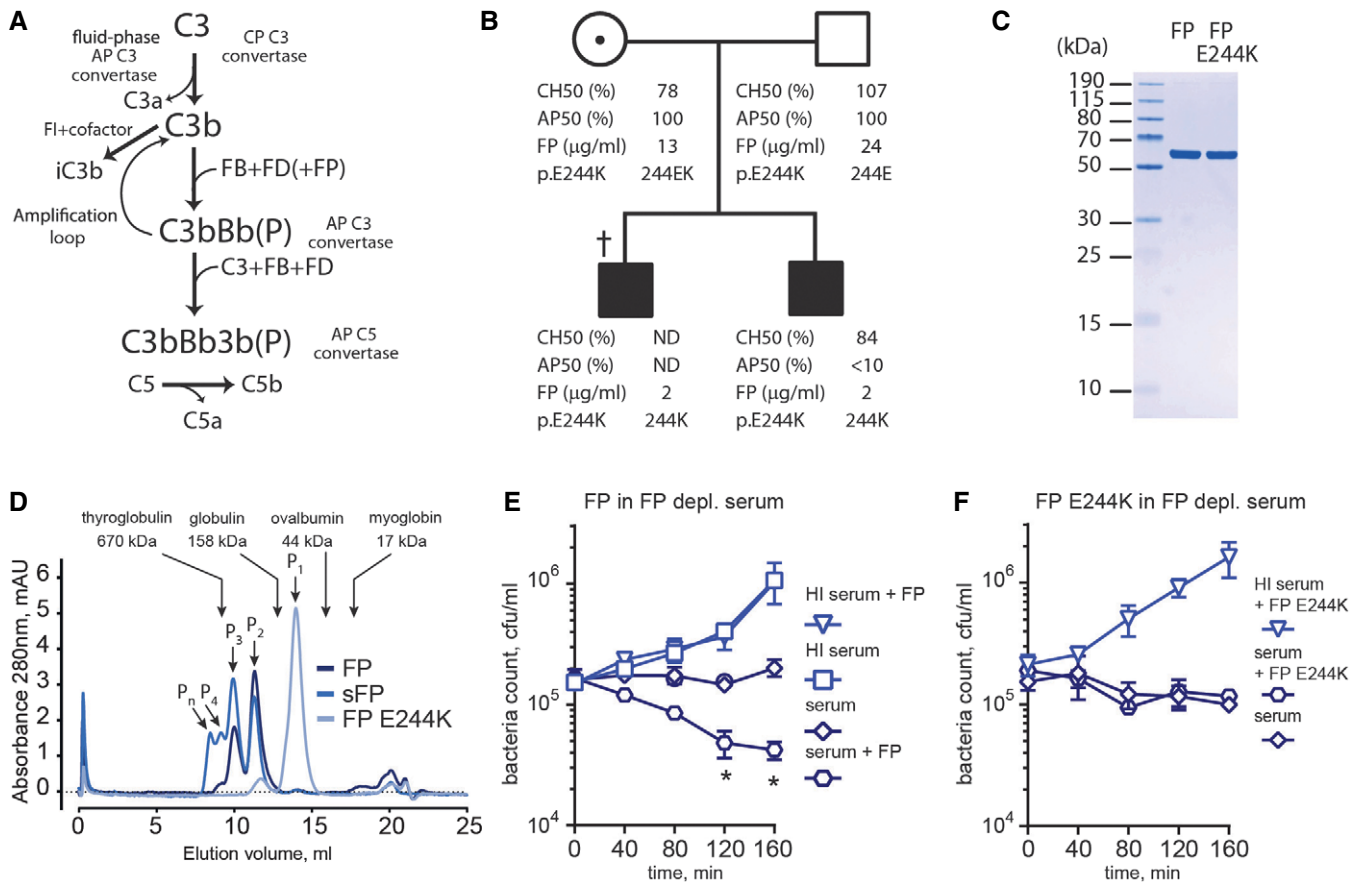 A
C3
fluid-phase
AP C3
convertase
CP C3
convertase
C3a
FI+cofactor
C3b
iC3b
FB+FD(+FP)
Amplification
loop
C3bBb(P)
AP C3
convertase
C3+FB+FD
C3bBb3b(P)
AP C5
convertase
C5
C5b
C5a
B
CH50 (%) 78
AP50 (%) 100
FP (μg/ml) 13
p.E244K 244EK
CH50 (%) 107
AP50 (%) 100
FP (μg/ml) 24
p.E244K 244E
†
CH50 (%) ND
AP50 (%) ND
FP (μg/ml) 2
p.E244K 244K
CH50 (%) 84
AP50 (%) <10
FP (μg/ml) 2
p.E244K 244K
C
(kDa)
FP
FP
E244K
190
115
80
70
50
30
25
15
10
D
thyroglobulin
670 kDa
globulin
158 kDa
ovalbumin
44 kDa
myoglobin
17 kDa
P1
P2
P3
P4
Pn
FP
sFP
FP E244K
Absorbance 280nm, mAU
6
5
4
3
2
1
0
0 5 10 15 20 25
Elution volume, ml
E
FP in FP depl. serum
bacteria count, cfu/ml
10^6
10^5
10^4
HI serum + FP
HI serum
serum
serum + FP
* *
0 40 80 120 160
time, min
F
FP E244K in FP depl. serum
bacteria count, cfu/ml
10^6
10^5
10^4
HI serum
+ FP E244K
serum
+ FP E244K
serum
0 40 80 120 160
time, min